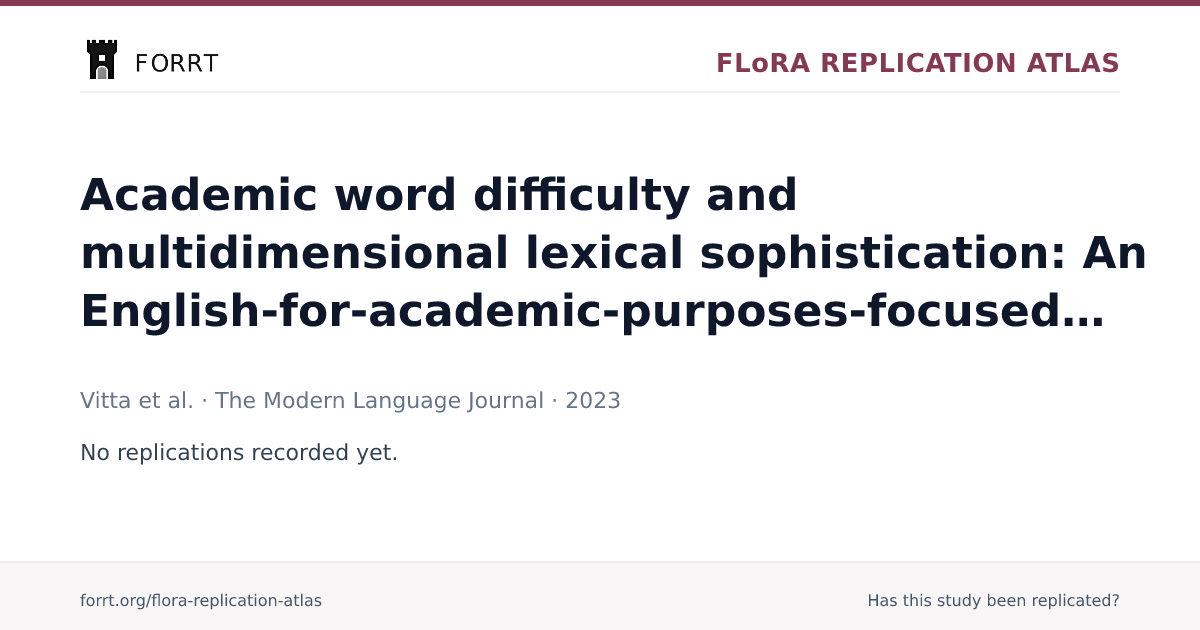 FORRT
FLoRA REPLICATION ATLAS
Academic word difficulty and
multidimensional lexical sophistication: An
English-for-academic-purposes-focused…
Vitta et al. · The Modern Language Journal · 2023
No replications recorded yet.
forrt.org/flora-replication-atlas
Has this study been replicated?